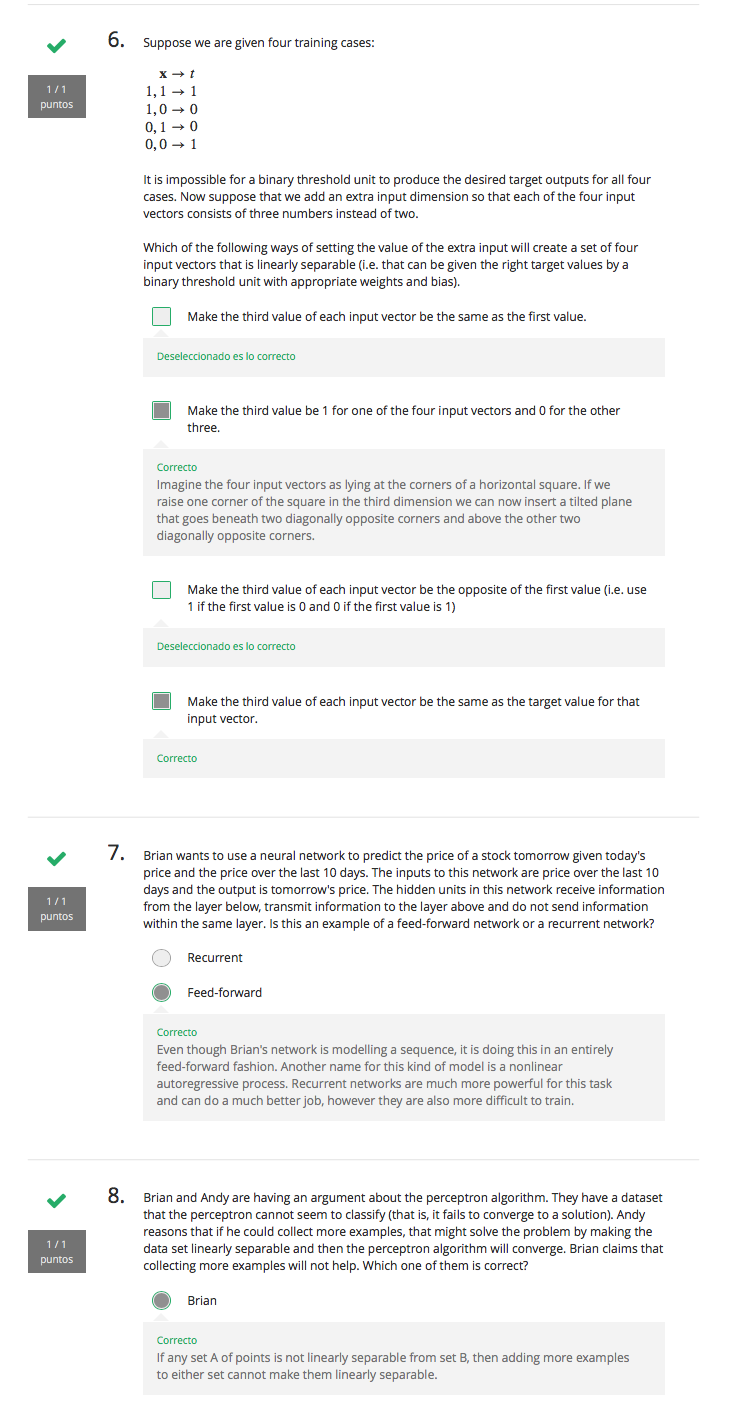 6. Suppose we are given four training cases:
x → t
1 / 1
puntos
1, 1 → 1
1, 0 → 0
0, 1 → 0
0, 0 → 1
It is impossible for a binary threshold unit to produce the desired target outputs for all four
cases. Now suppose that we add an extra input dimension so that each of the four input
vectors consists of three numbers instead of two.
Which of the following ways of setting the value of the extra input will create a set of four
input vectors that is linearly separable (i.e. that can be given the right target values by a
binary threshold unit with appropriate weights and bias).
Make the third value of each input vector be the same as the first value.
Deseleccionado es lo correcto
Make the third value be 1 for one of the four input vectors and 0 for the other
three.
Correcto
Imagine the four input vectors as lying at the corners of a horizontal square. If we
raise one corner of the square in the third dimension we can now insert a tilted plane
that goes beneath two diagonally opposite corners and above the other two
diagonally opposite corners.
Make the third value of each input vector be the opposite of the first value (i.e. use
1 if the first value is 0 and 0 if the first value is 1)
Deseleccionado es lo correcto
Make the third value of each input vector be the same as the target value for that
input vector.
Correcto
7. Brian wants to use a neural network to predict the price of a stock tomorrow given today's
price and the price over the last 10 days. The inputs to this network are price over the last 10
days and the output is tomorrow's price. The hidden units in this network receive information
from the layer below, transmit information to the layer above and do not send information
within the same layer. Is this an example of a feed-forward network or a recurrent network?
1 / 1
puntos
Recurrent
Feed-forward
Correcto
Even though Brian's network is modelling a sequence, it is doing this in an entirely
feed-forward fashion. Another name for this kind of model is a nonlinear
autoregressive process. Recurrent networks are much more powerful for this task
and can do a much better job, however they are also more difficult to train.
8. Brian and Andy are having an argument about the perceptron algorithm. They have a dataset
that the perceptron cannot seem to classify (that is, it fails to converge to a solution). Andy
reasons that if he could collect more examples, that might solve the problem by making the
data set linearly separable and then the perceptron algorithm will converge. Brian claims that
collecting more examples will not help. Which one of them is correct?
1 / 1
puntos
Brian
Correcto
If any set A of points is not linearly separable from set B, then adding more examples
to either set cannot make them linearly separable.